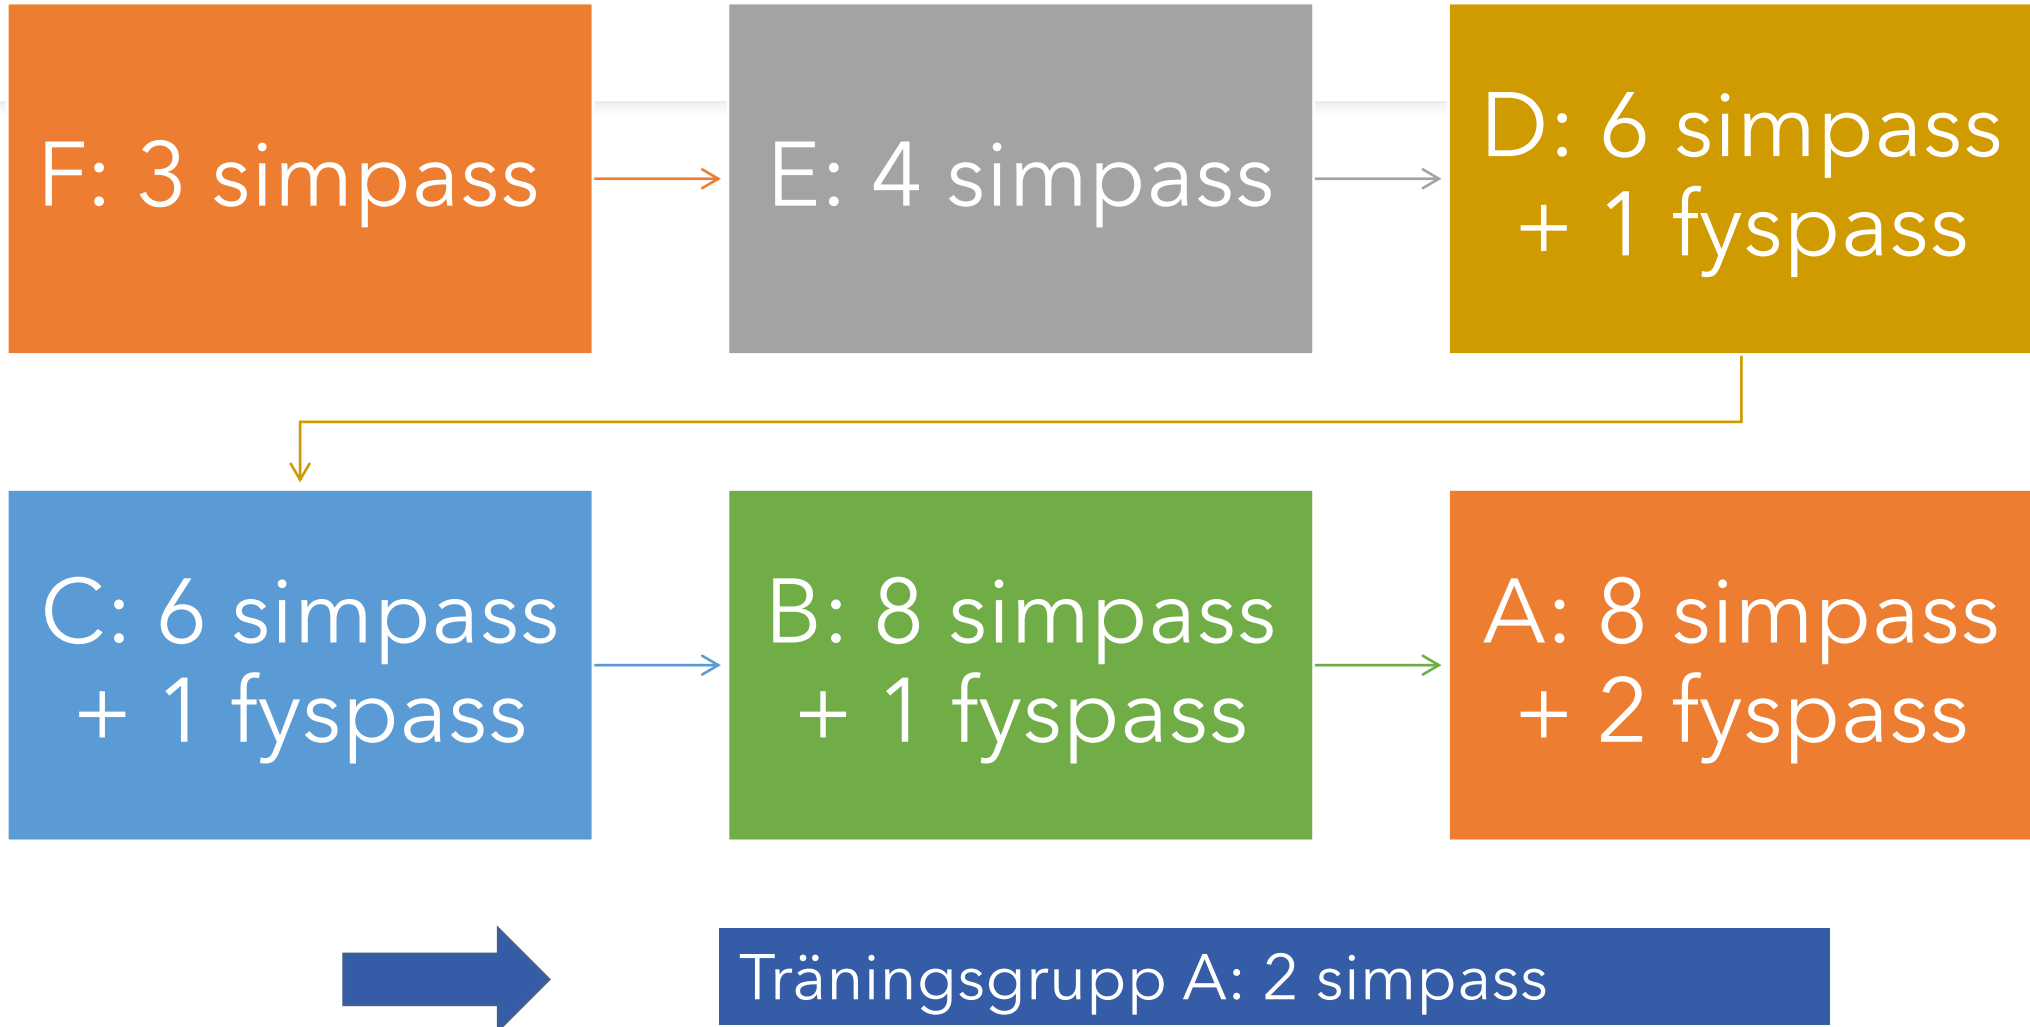 F: 3 simpass
E: 4 simpass
D: 6 simpass
+ 1 fyspass
C: 6 simpass
+ 1 fyspass
B: 8 simpass
+ 1 fyspass
A: 8 simpass
+ 2 fyspass
Träningsgrupp A: 2 simpass